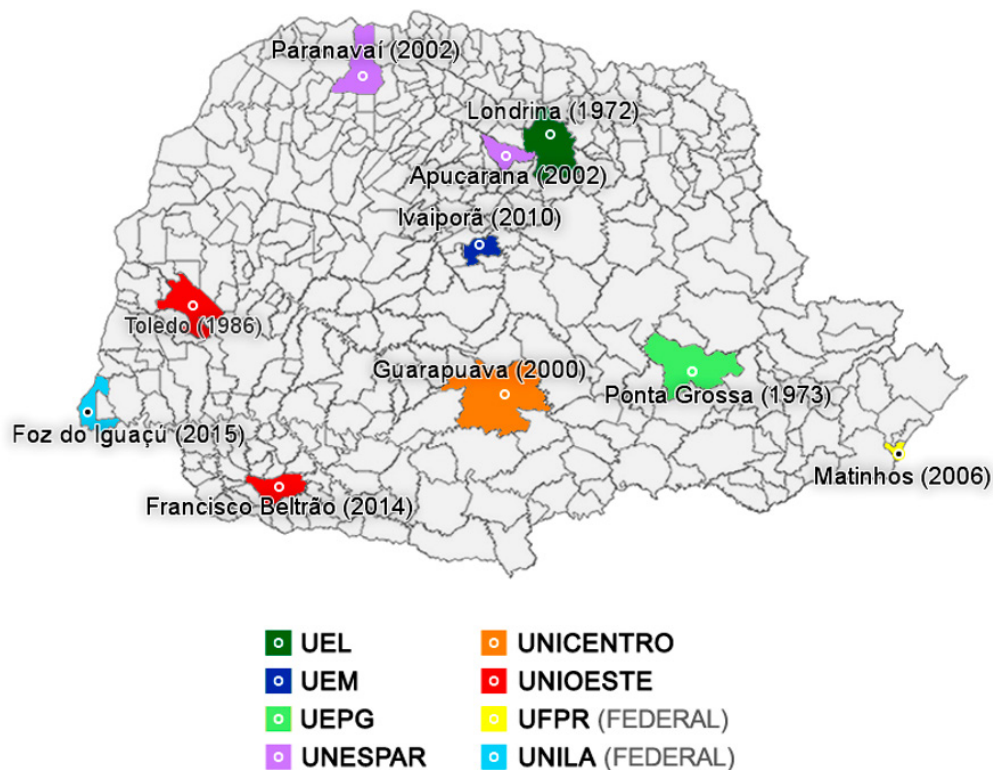 Paranavaí (2002)
Londrina (1972)
Apucarana (2002)
Ivaiporã (2010)
Toledo (1986)
Guarapuava (2000)
Ponta Grossa (1973)
Foz do Iguaçú (2015)
Matinhos (2006)
Francisco Beltrão (2014)
UEL
UEM
UEPG
UNESPAR
UNICENTRO
UNIOESTE
UFPR (FEDERAL)
UNILA (FEDERAL)